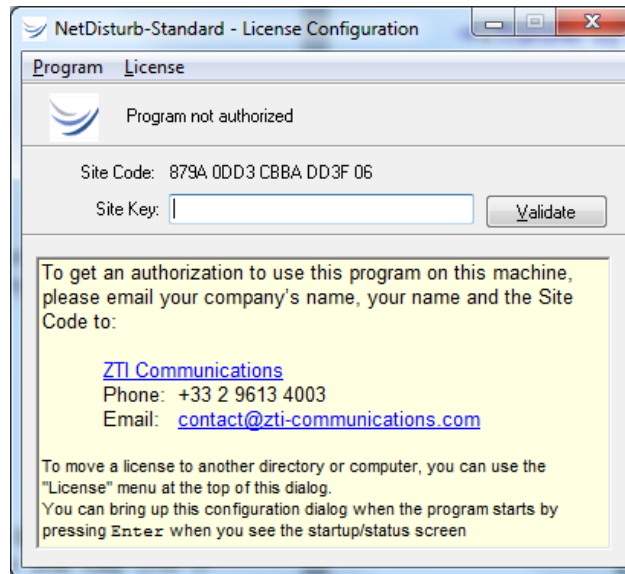 NetDisturb-Standard - License Configuration
Program License
Program not authorized
Site Code: 879A 0DD3 CBBA DD3F 06
Site Key:
Validate
To get an authorization to use this program on this machine,
please email your company's name, your name and the Site
Code to:
ZTI Communications
Phone: +33 2 9613 4003
Email: contact@zti-communications.com
To move a license to another directory or computer, you can use the
"License" menu at the top of this dialog.
You can bring up this configuration dialog when the program starts by
pressing Enter when you see the startup/status screen